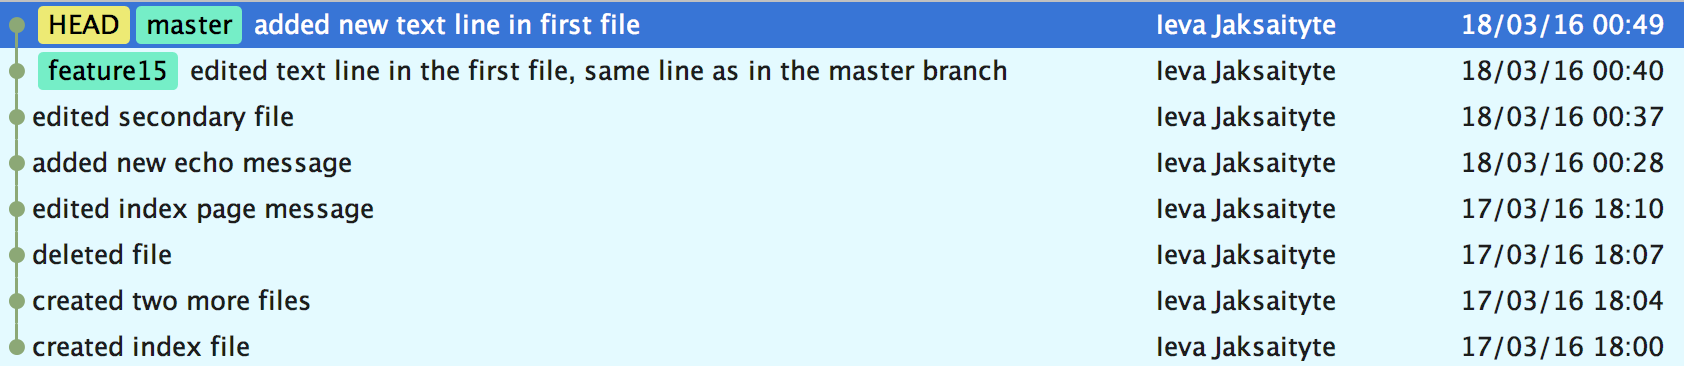 HEAD master added new text line in first file Ieva Jaksaityte 18/03/16 00:49
feature15 edited text line in the first file, same line as in the master branch Ieva Jaksaityte 18/03/16 00:40
edited secondary file Ieva Jaksaityte 18/03/16 00:37
added new echo message Ieva Jaksaityte 18/03/16 00:28
edited index page message Ieva Jaksaityte 17/03/16 18:10
deleted file Ieva Jaksaityte 17/03/16 18:07
created two more files Ieva Jaksaityte 17/03/16 18:04
created index file Ieva Jaksaityte 17/03/16 18:00